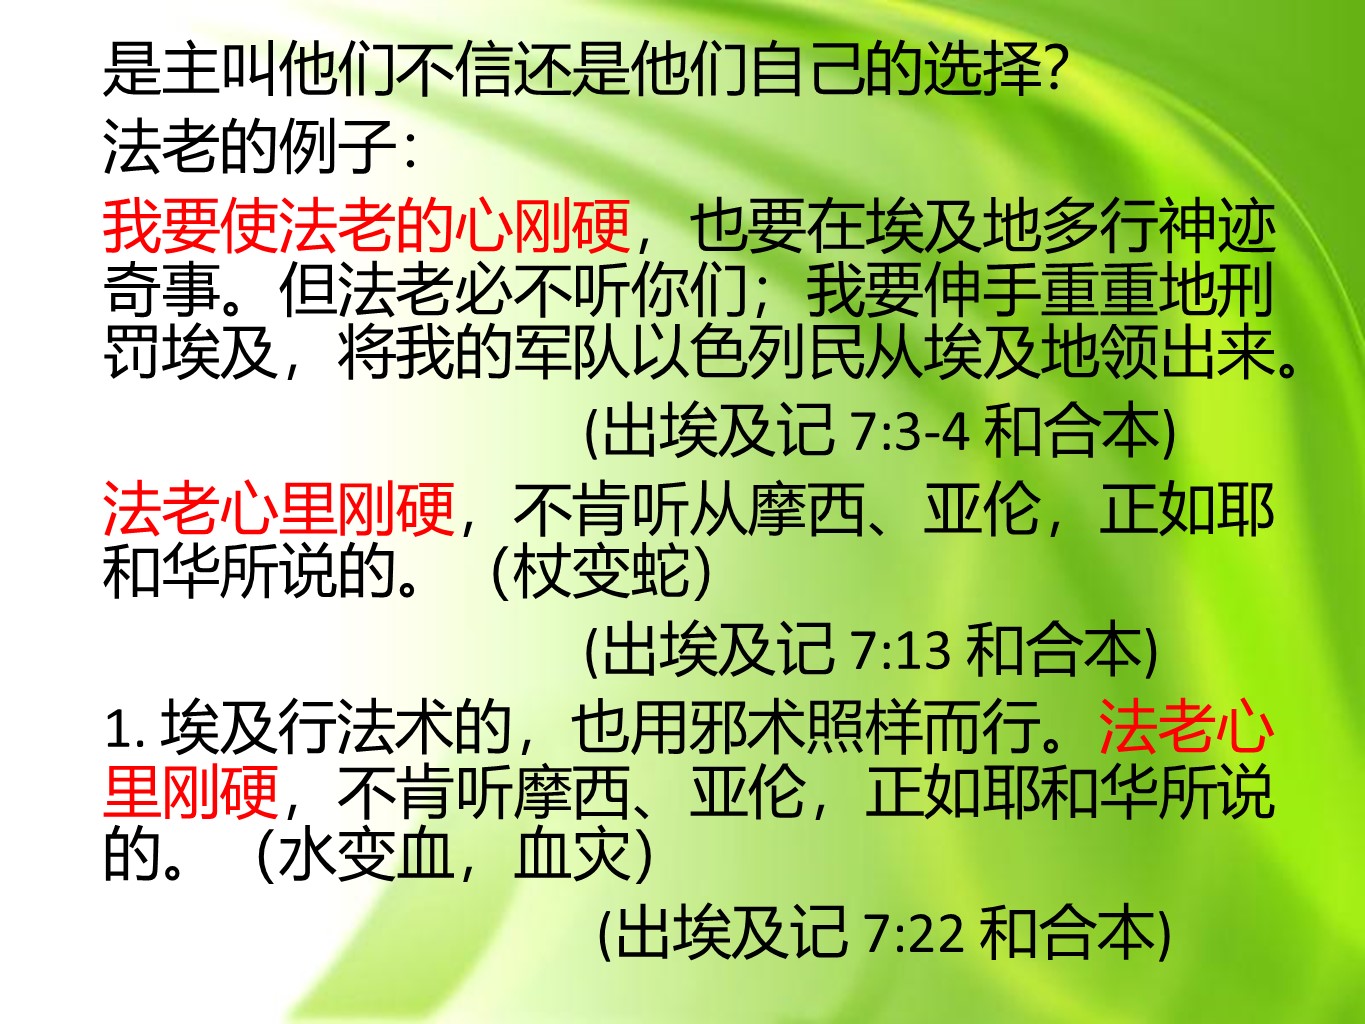 是主叫他们不信还是他们自己的选择？
法老的例子：
我要使法老的心刚硬，也要在埃及地多行神迹
奇事。但法老必不听你们；我要伸手重重地刑
罚埃及，将我的军队以色列民从埃及地领出来。
(出埃及记 7:3-4 和合本)
法老心里刚硬，不肯听从摩西、亚伦，正如耶
和华所说的。（杖变蛇）
(出埃及记 7:13 和合本)
1. 埃及行法术的，也用邪术照样而行。法老心
里刚硬，不肯听摩西、亚伦，正如耶和华所说
的。（水变血，血灾）
(出埃及记 7:22 和合本)